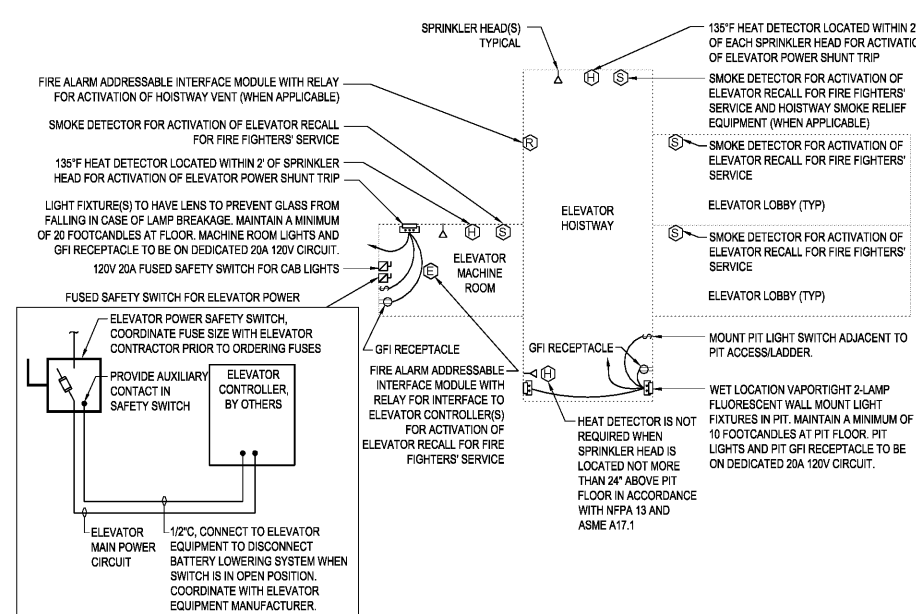 SPRINKLER HEAD(S)
TYPICAL
135°F HEAT DETECTOR LOCATED WITHIN 2
OF EACH SPRINKLER HEAD FOR ACTIVATIO
OF ELEVATOR POWER SHUNT TRIP
FIRE ALARM ADDRESSABLE INTERFACE MODULE WITH RELAY
FOR ACTIVATION OF HOISTWAY VENT (WHEN APPLICABLE)
H
S
SMOKE DETECTOR FOR ACTIVATION OF
ELEVATOR RECALL FOR FIRE FIGHTERS'
SERVICE AND HOISTWAY SMOKE RELIEF
EQUIPMENT (WHEN APPLICABLE)
SMOKE DETECTOR FOR ACTIVATION OF ELEVATOR RECALL
FOR FIRE FIGHTERS' SERVICE
R
S
SMOKE DETECTOR FOR ACTIVATION OF
ELEVATOR RECALL FOR FIRE FIGHTERS'
SERVICE
135°F HEAT DETECTOR LOCATED WITHIN 2' OF SPRINKLER
HEAD FOR ACTIVATION OF ELEVATOR POWER SHUNT TRIP
ELEVATOR LOBBY (TYP)
LIGHT FIXTURE(S) TO HAVE LENS TO PREVENT GLASS FROM
FALLING IN CASE OF LAMP BREAKAGE. MAINTAIN A MINIMUM
OF 20 FOOTCANDLES AT FLOOR. MACHINE ROOM LIGHTS AND
GFI RECEPTACLE TO BE ON DEDICATED 20A 120V CIRCUIT.
ELEVATOR
HOISTWAY
H
S
S
SMOKE DETECTOR FOR ACTIVATION OF
ELEVATOR RECALL FOR FIRE FIGHTERS'
SERVICE
120V 20A FUSED SAFETY SWITCH FOR CAB LIGHTS
ELEVATOR
MACHINE
ROOM
E
ELEVATOR LOBBY (TYP)
FUSED SAFETY SWITCH FOR ELEVATOR POWER
ELEVATOR POWER SAFETY SWITCH,
COORDINATE FUSE SIZE WITH ELEVATOR
CONTRACTOR PRIOR TO ORDERING FUSES
PROVIDE AUXILIARY
CONTACT IN
SAFETY SWITCH
ELEVATOR
CONTROLLER,
BY OTHERS
GFI RECEPTACLE
FIRE ALARM ADDRESSABLE
INTERFACE MODULE WITH
RELAY FOR INTERFACE TO
ELEVATOR CONTROLLER(S)
FOR ACTIVATION OF
ELEVATOR RECALL FOR FIRE
FIGHTERS' SERVICE
GFI RECEPTACLE
H
MOUNT PIT LIGHT SWITCH ADJACENT TO
PIT ACCESS/LADDER.
WET LOCATION VAPORTIGHT 2-LAMP
FLUORESCENT WALL MOUNT LIGHT
FIXTURES IN PIT. MAINTAIN A MINIMUM OF
10 FOOTCANDLES AT PIT FLOOR. PIT
LIGHTS AND PIT GFI RECEPTACLE TO BE
ON DEDICATED 20A 120V CIRCUIT.
HEAT DETECTOR IS NOT
REQUIRED WHEN
SPRINKLER HEAD IS
LOCATED NOT MORE
THAN 24" ABOVE PIT
FLOOR IN ACCORDANCE
WITH NFPA 13 AND
ASME A17.1
ELEVATOR
MAIN POWER
CIRCUIT
1/2"C, CONNECT TO ELEVATOR
EQUIPMENT TO DISCONNECT
BATTERY LOWERING SYSTEM WHEN
SWITCH IS IN OPEN POSITION.
COORDINATE WITH ELEVATOR
EQUIPMENT MANUFACTURER.